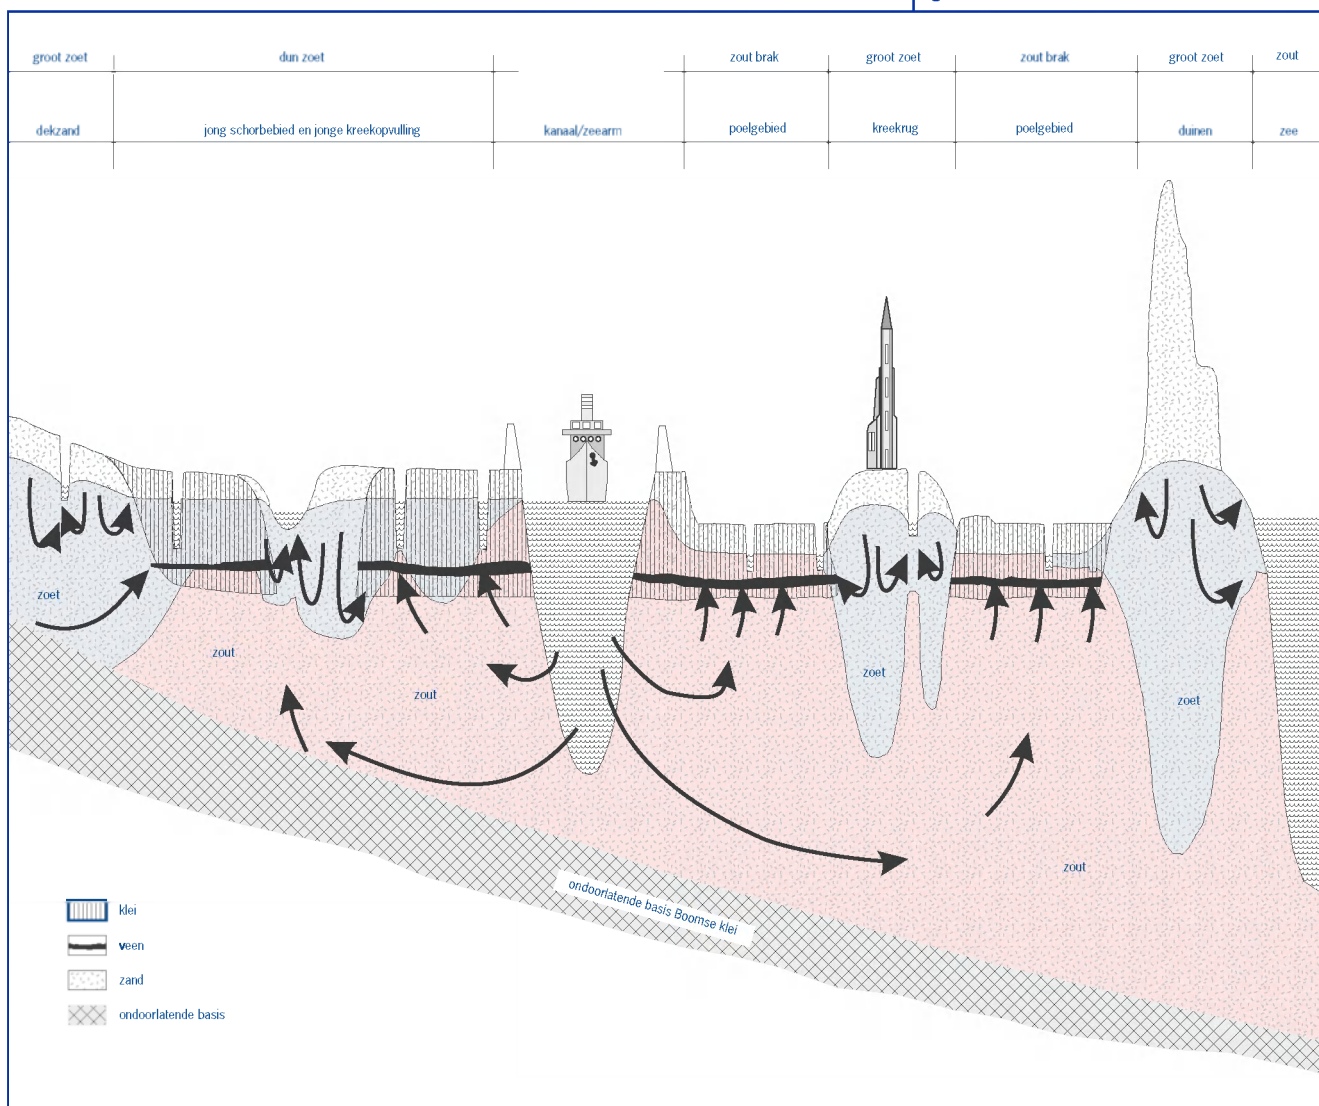 groot zoet
dun zoet
zout brak
groot zoet
zout brak
groot zoet
zout
dekzand
jong schorbebied en jonge kreekopvulling
kanaal/zeearm
poelgebied
kreekrug
poelgebied
duinen
zee
zoet
zout
zout
zoet
zoet
zout
ondoorlatende basis Boomse klei
klei
veen
zand
ondoorlatende basis